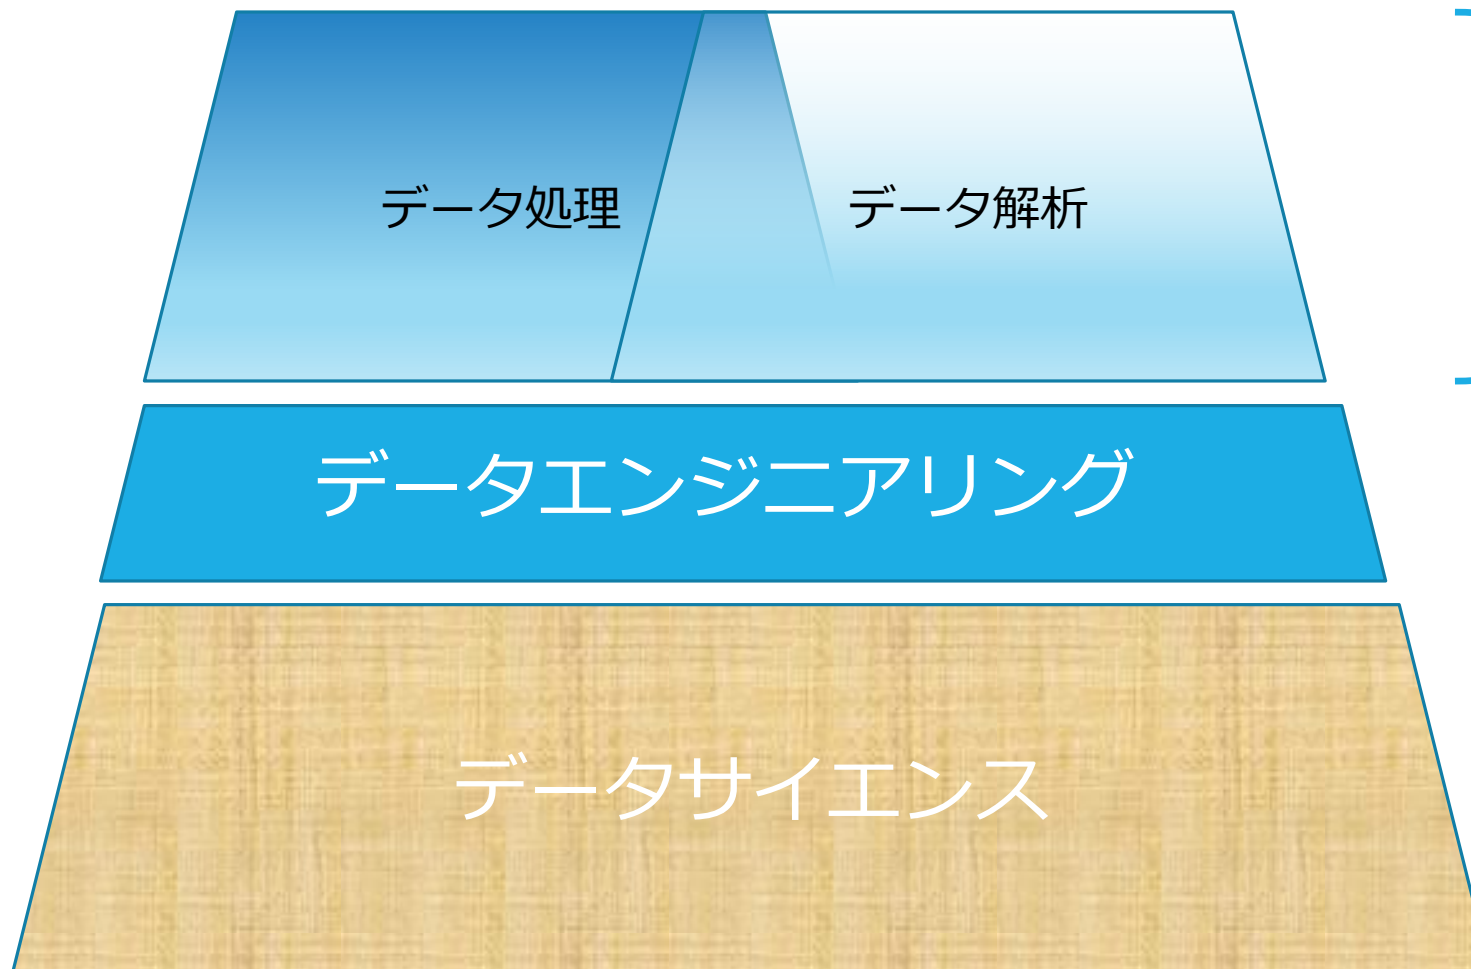 データ処理
データ解析
データエンジニアリング
データサイエンス